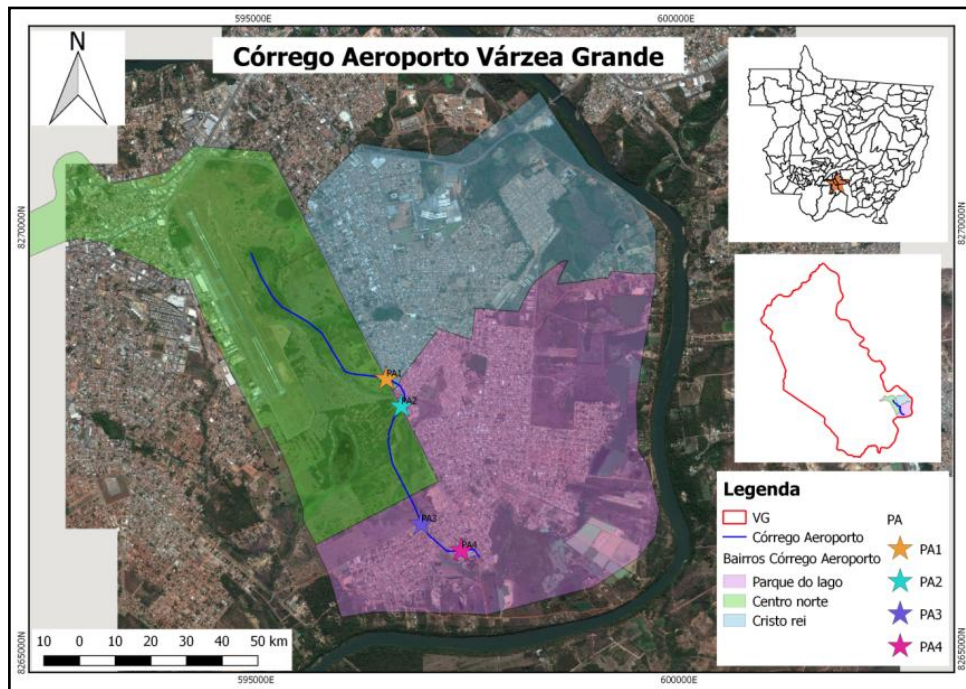 595000E
600000E
N
Córrego Aeroporto Várzea Grande
8270000N
8270000N
PA1
PA2
PA3
PA4
Legenda
VG
Córrego Aeroporto
Bairros Córrego Aeroporto
Parque do lago
Centro norte
Cristo rei
PA
PA1
PA2
PA3
PA4
10 0 10 20 30 40 50 km
8265000N
8265000N
595000E
600000E